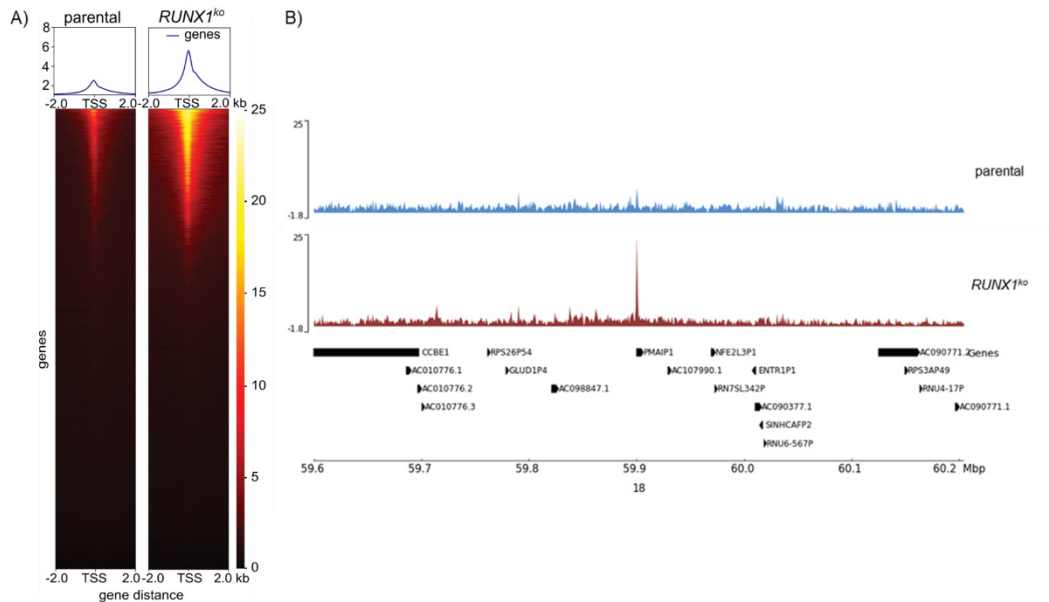 A)
parental RUNX1ko
genes
8
6
4
2
-2.0 TSS 2.0 -2.0 TSS 2.0 kb
25
20
15
10
5
0
genes
-2.0 TSS 2.0 -2.0 TSS 2.0 kb
gene distance
B)
25
parental
-1.8
25
RUNX1ko
-1.8
CCBE1 RPS26P54 PMAIP1 NFE2L3P1 AC090771.2 Genes
AC010776.1 GLUD1P4 AC107990.1 ENTR1P1 RPS3AP49
AC010776.2 AC098847.1 RN7SL342P RNU4-17P
AC010776.3 AC090377.1 AC090771.1
SINHCAFP2
RNU6-567P
59.6 59.7 59.8 59.9 60.0 60.1 60.2 Mbp
18